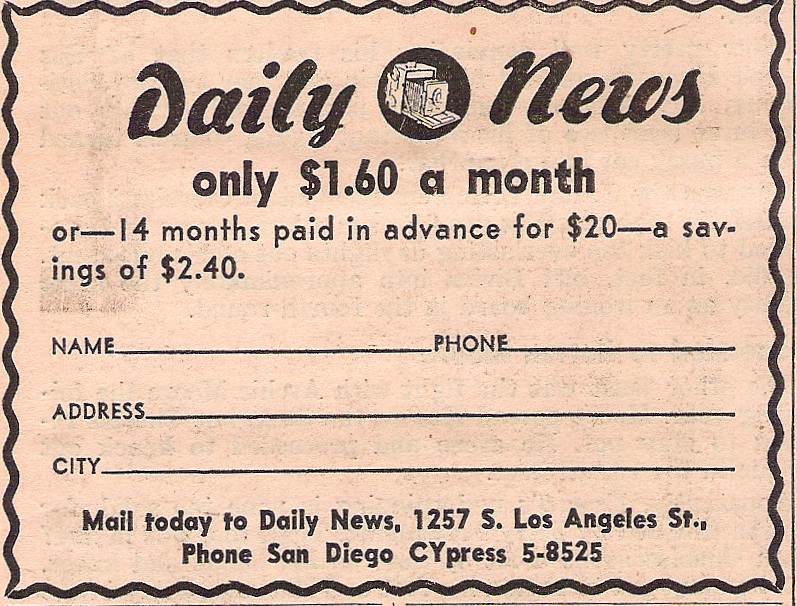 Daily News
only $1.60 a month
or—14 months paid in advance for $20—a sav-
ings of $2.40.
NAME PHONE
ADDRESS
CITY
Mail today to Daily News, 1257 S. Los Angeles St.,
Phone San Diego CYpress 5-8525